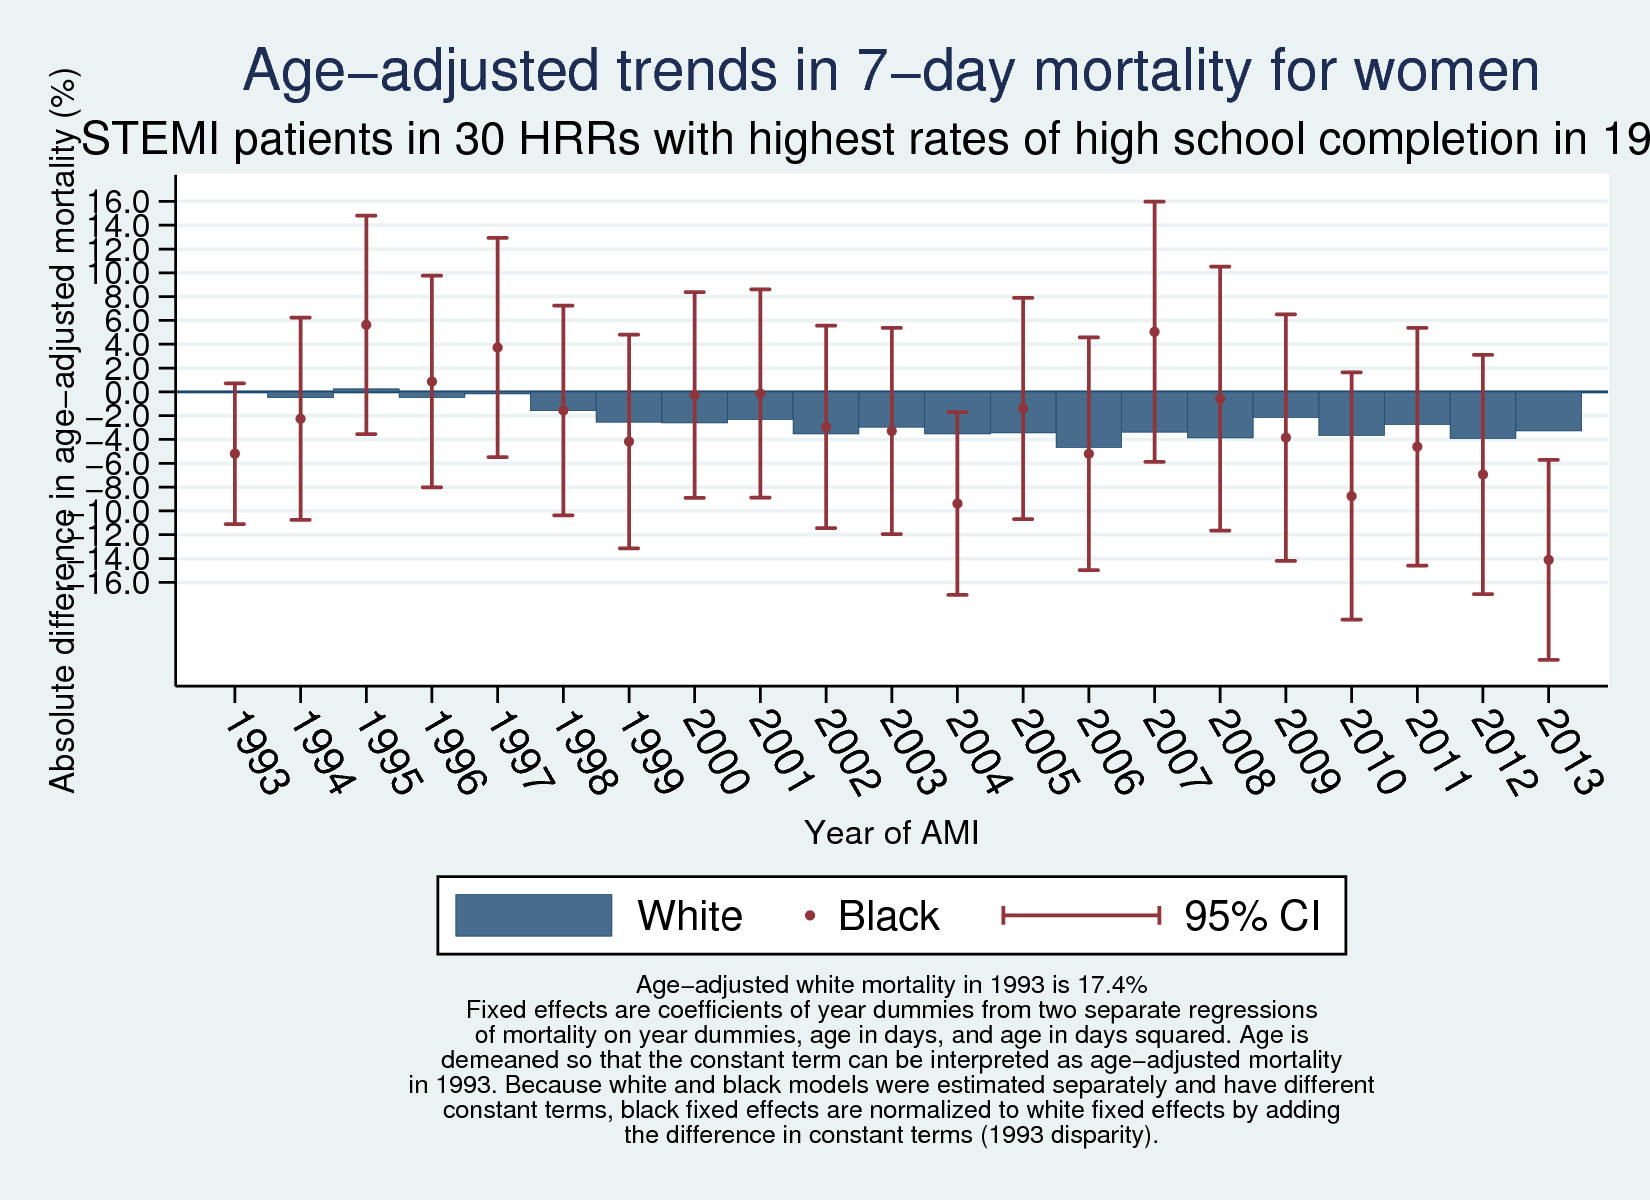 Age−adjusted trends in 7−day mortality for women
STEMI patients in 30 HRRs with highest rates of high school completion in 19
Absolute difference in age−adjusted mortality (%)
16.0
14.0
12.0
10.0
8.0
6.0
4.0
2.0
0.0
−2.0
−4.0
−6.0
−8.0
−10.0
−12.0
−14.0
−16.0
1993 1994 1995 1996 1997 1998 1999 2000 2001 2002 2003 2004 2005 2006 2007 2008 2009 2010 2011 2012 2013
Year of AMI
White Black 95% CI
Age−adjusted white mortality in 1993 is 17.4%
Fixed effects are coefficients of year dummies from two separate regressions
of mortality on year dummies, age in days, and age in days squared. Age is
demeaned so that the constant term can be interpreted as age−adjusted mortality
in 1993. Because white and black models were estimated separately and have different
constant terms, black fixed effects are normalized to white fixed effects by adding
the difference in constant terms (1993 disparity).